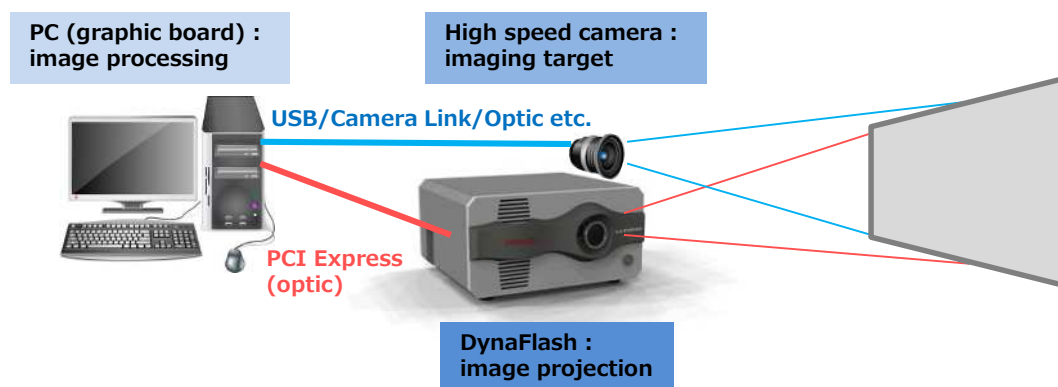 PC (graphic board) :
image processing
High speed camera :
imaging target
USB/Camera Link/Optic etc.
PCI Express
(optic)
DynaFlash :
image projection